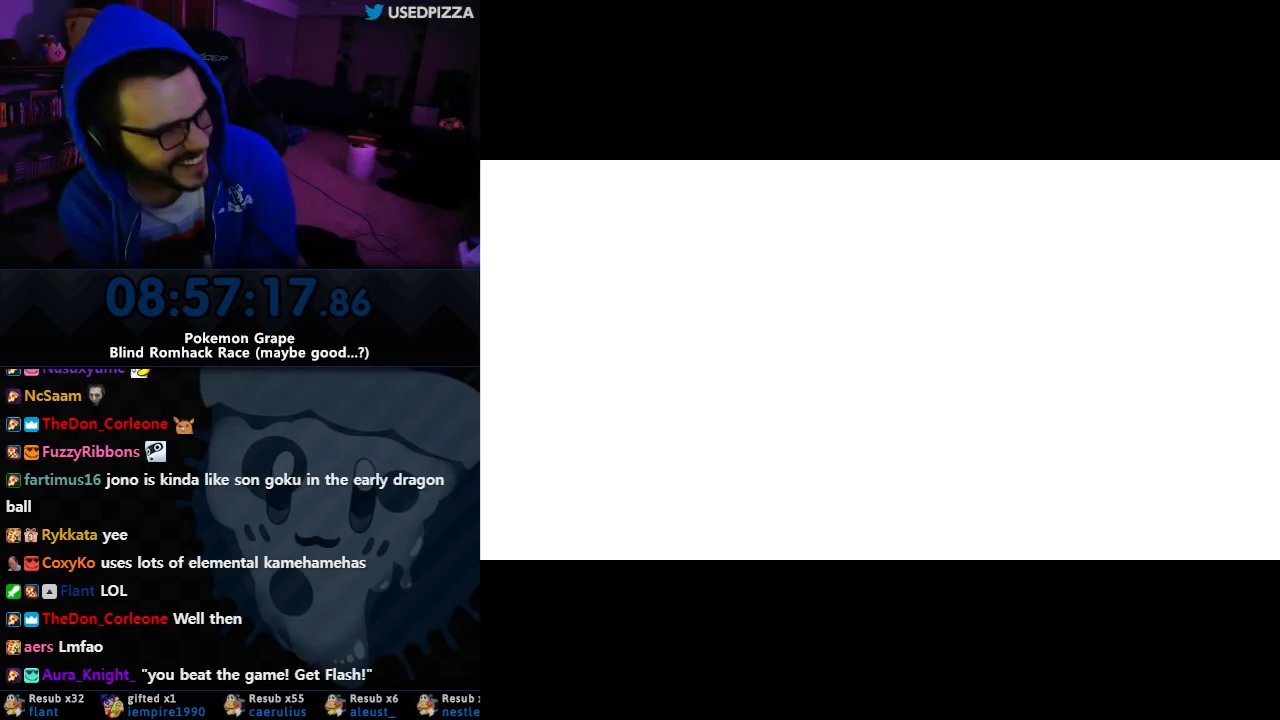 USEDPIZZA
08:57:17.86
Pokemon Grape
Blind Romhack Race (maybe good...?)
Nusuxyume
NcSaam
TheDon_Corleone
FuzzyRibbons
fartimus16 jono is kinda like son goku in the early dragon
ball
Rykkata yee
CoxyKo uses lots of elemental kamehamehas
Flant LOL
TheDon_Corleone Well then
aers Lmfao
Aura_Knight_ "you beat the game! Get Flash!"
Resub x32
flant
gifted x1
iempire1990
Resub x55
caerulius
Resub x6
aleust_
Resub
nestle